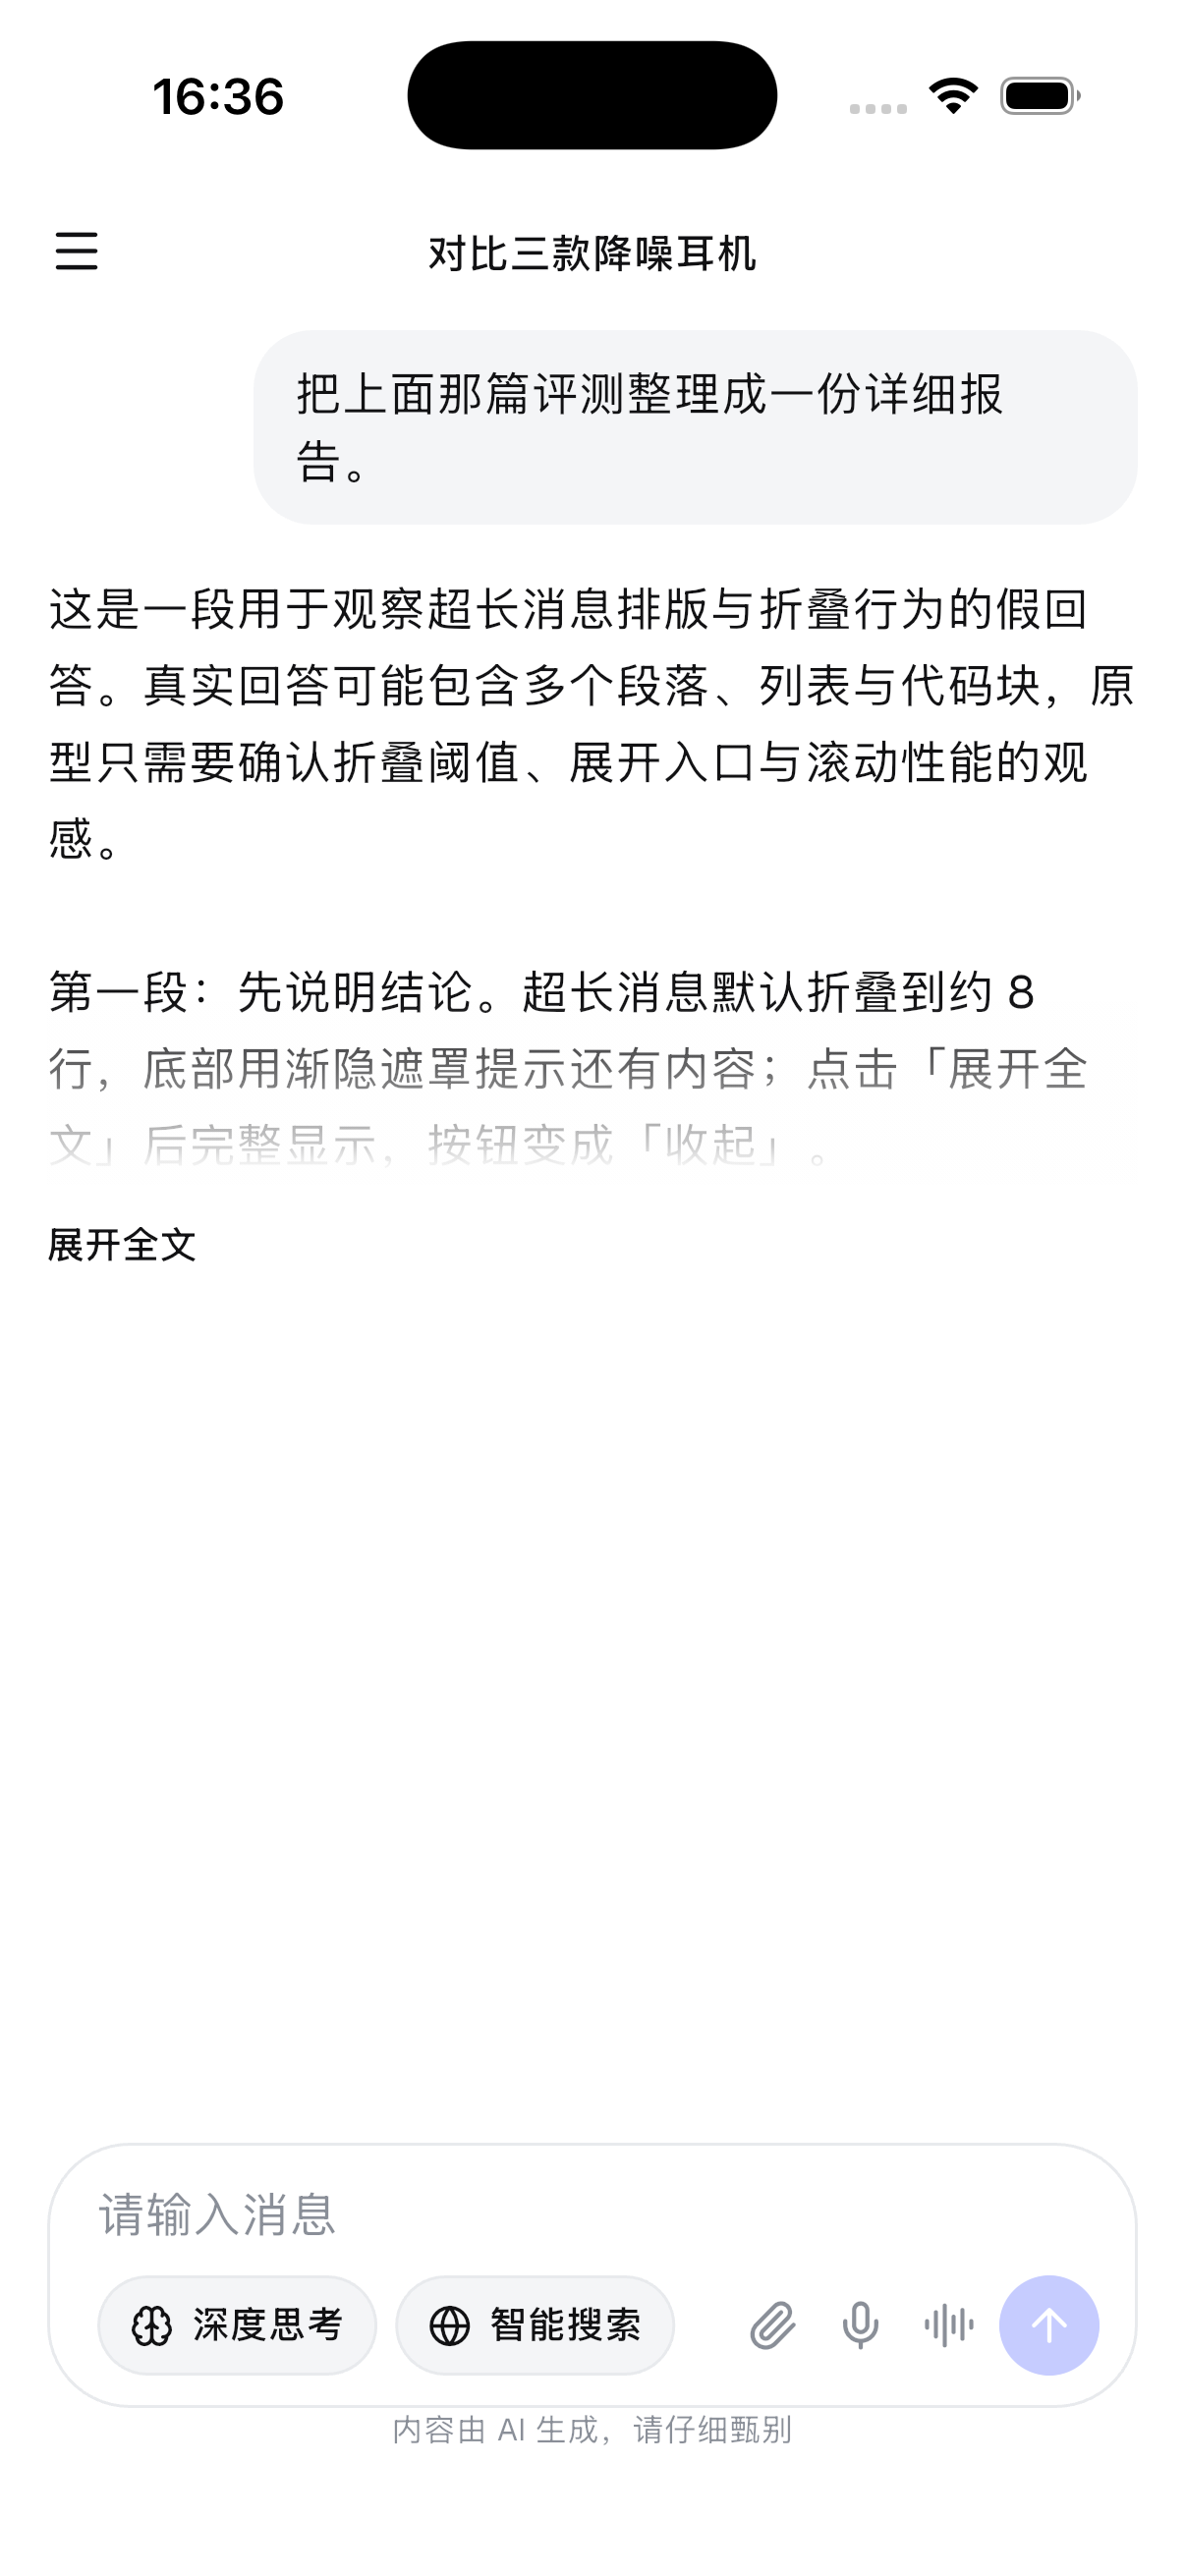 16:36
对比三款降噪耳机
把上面那篇评测整理成一份详细报
告。
这是一段用于观察超长消息排版与折叠行为的假回
答。真实回答可能包含多个段落、列表与代码块，原
型只需要确认折叠阈值、展开入口与滚动性能的观
感。
第一段：先说明结论。超长消息默认折叠到约 8
行，底部用渐隐遮罩提示还有内容；点击「展开全
文」后完整显示，按钮变成「收起」。
展开全文
请输入消息
深度思考
智能搜索
内容由 AI 生成，请仔细甄别